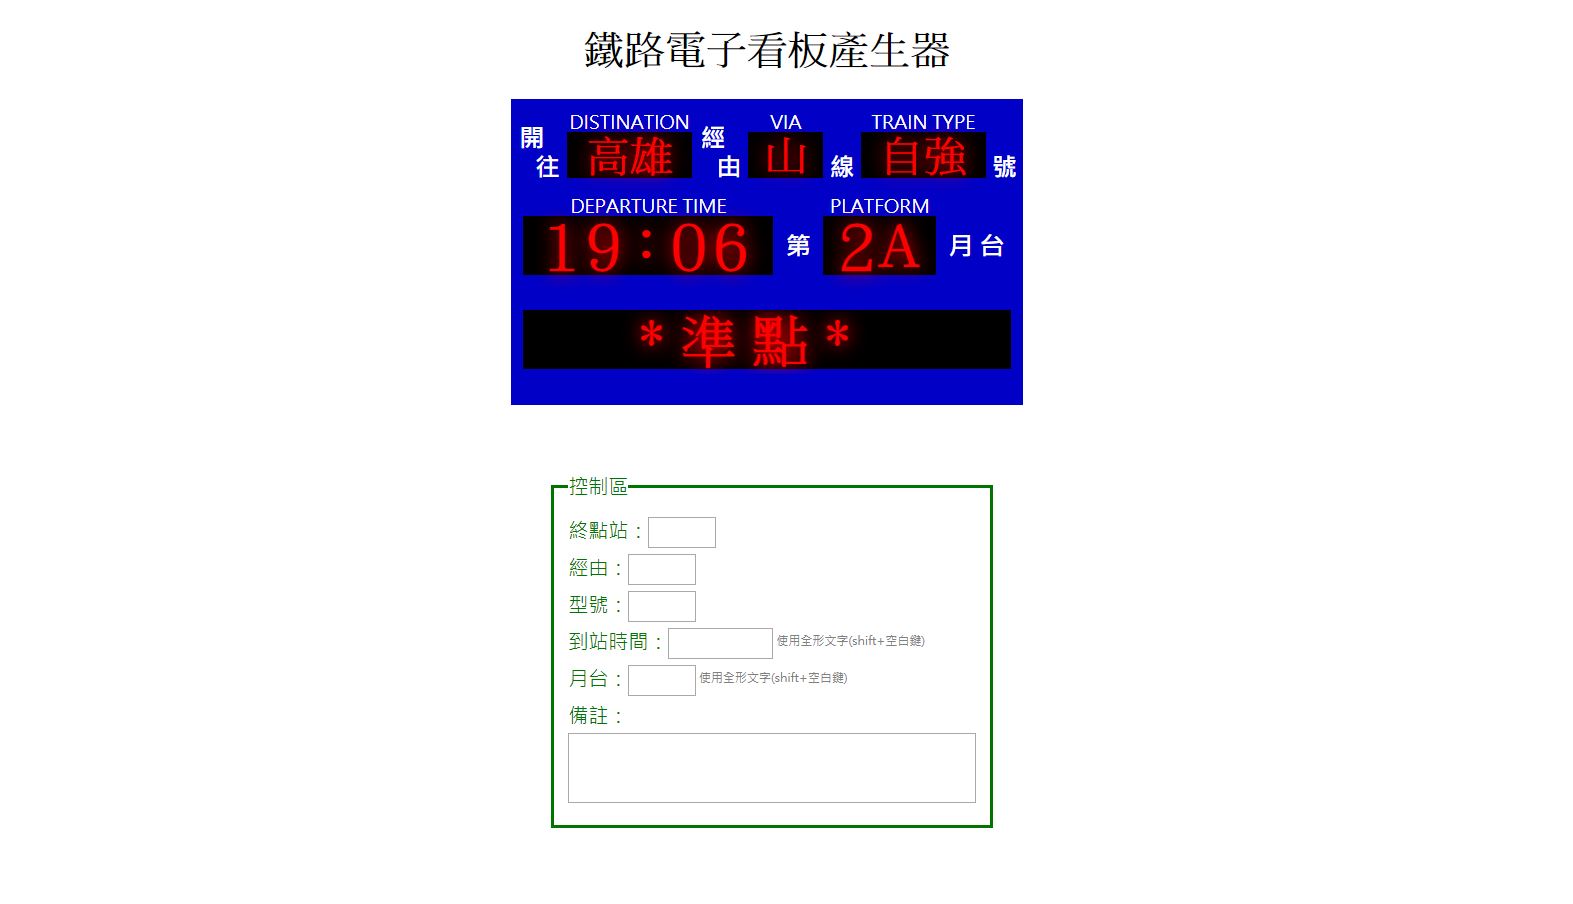 鐵路電子看板產生器
DISTINATION VIA TRAIN TYPE
開往 高雄 經由 山 線 自強 號
DEPARTURE TIME PLATFORM
19：06 第 2A 月台
*準點*
控制區
終點站：
經由：
型號：
到站時間： 使用全形文字(shift+空白鍵)
月台： 使用全形文字(shift+空白鍵)
備註：